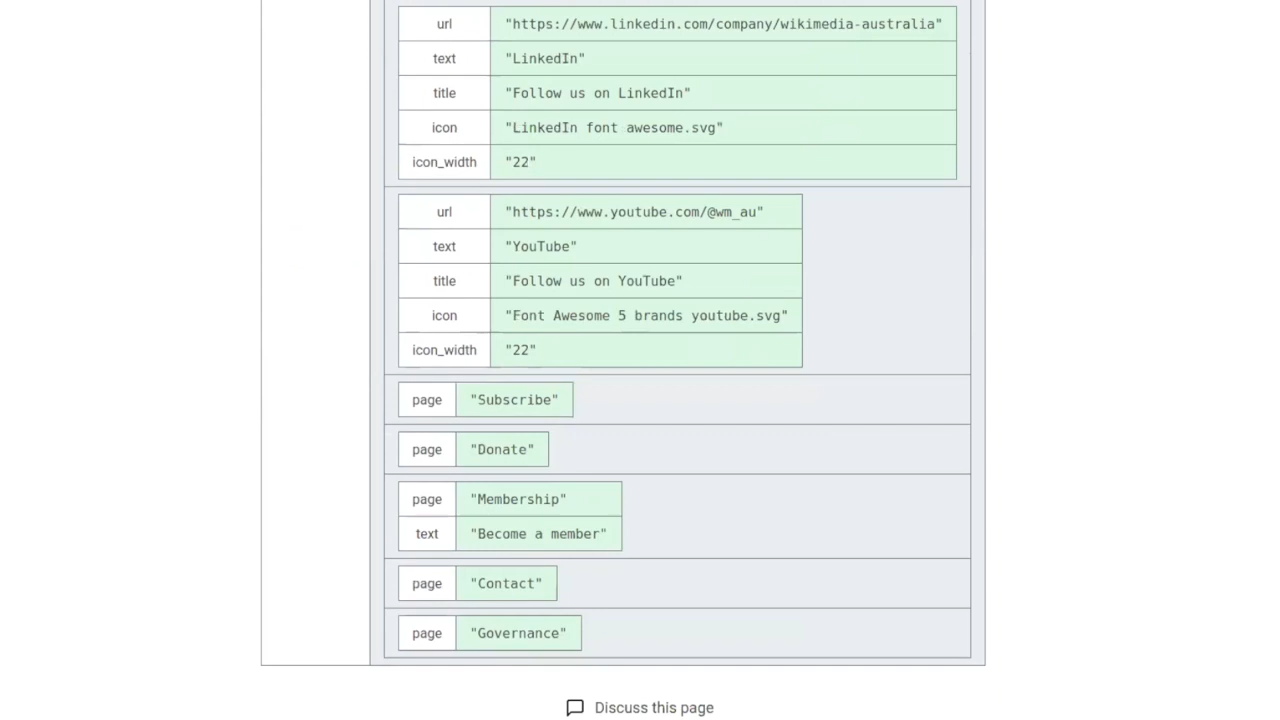 url "https://www.linkedin.com/company/wikimedia-australia"
text "LinkedIn"
title "Follow us on LinkedIn"
icon "LinkedIn font awesome.svg"
icon_width "22"
url "https://www.youtube.com/@wm_au"
text "YouTube"
title "Follow us on YouTube"
icon "Font Awesome 5 brands youtube.svg"
icon_width "22"
page "Subscribe"
page "Donate"
page "Membership"
text "Become a member"
page "Contact"
page "Governance"
Discuss this page